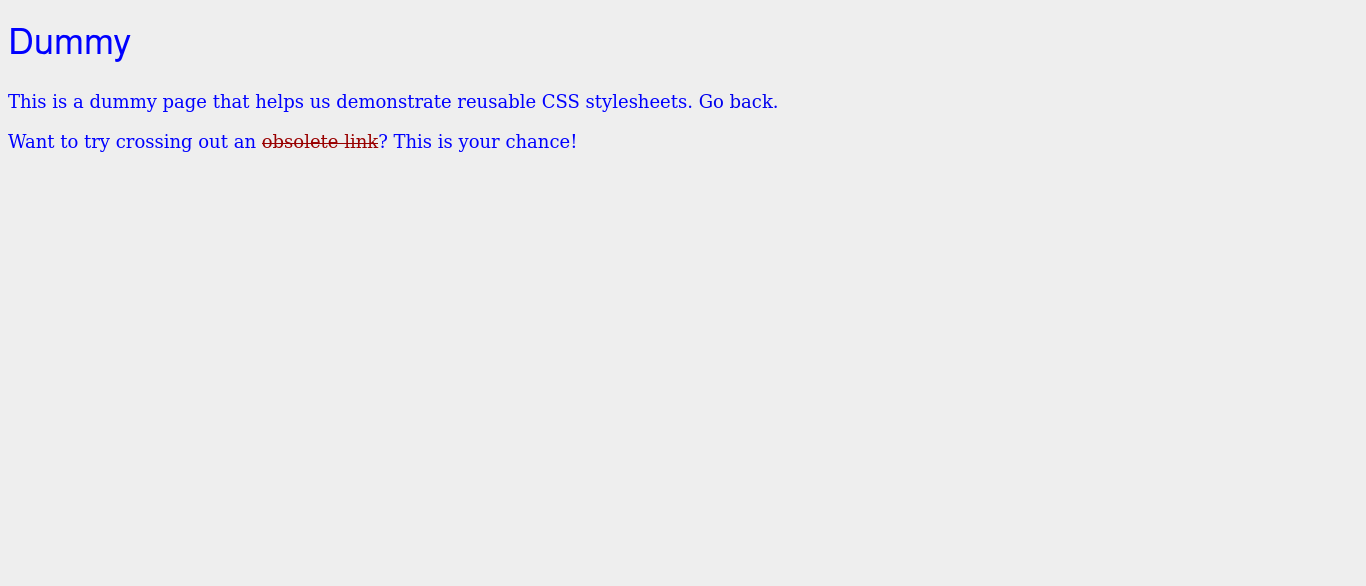 Dummy
This is a dummy page that helps us demonstrate reusable CSS stylesheets. Go back.
Want to try crossing out an obsolete link? This is your chance!